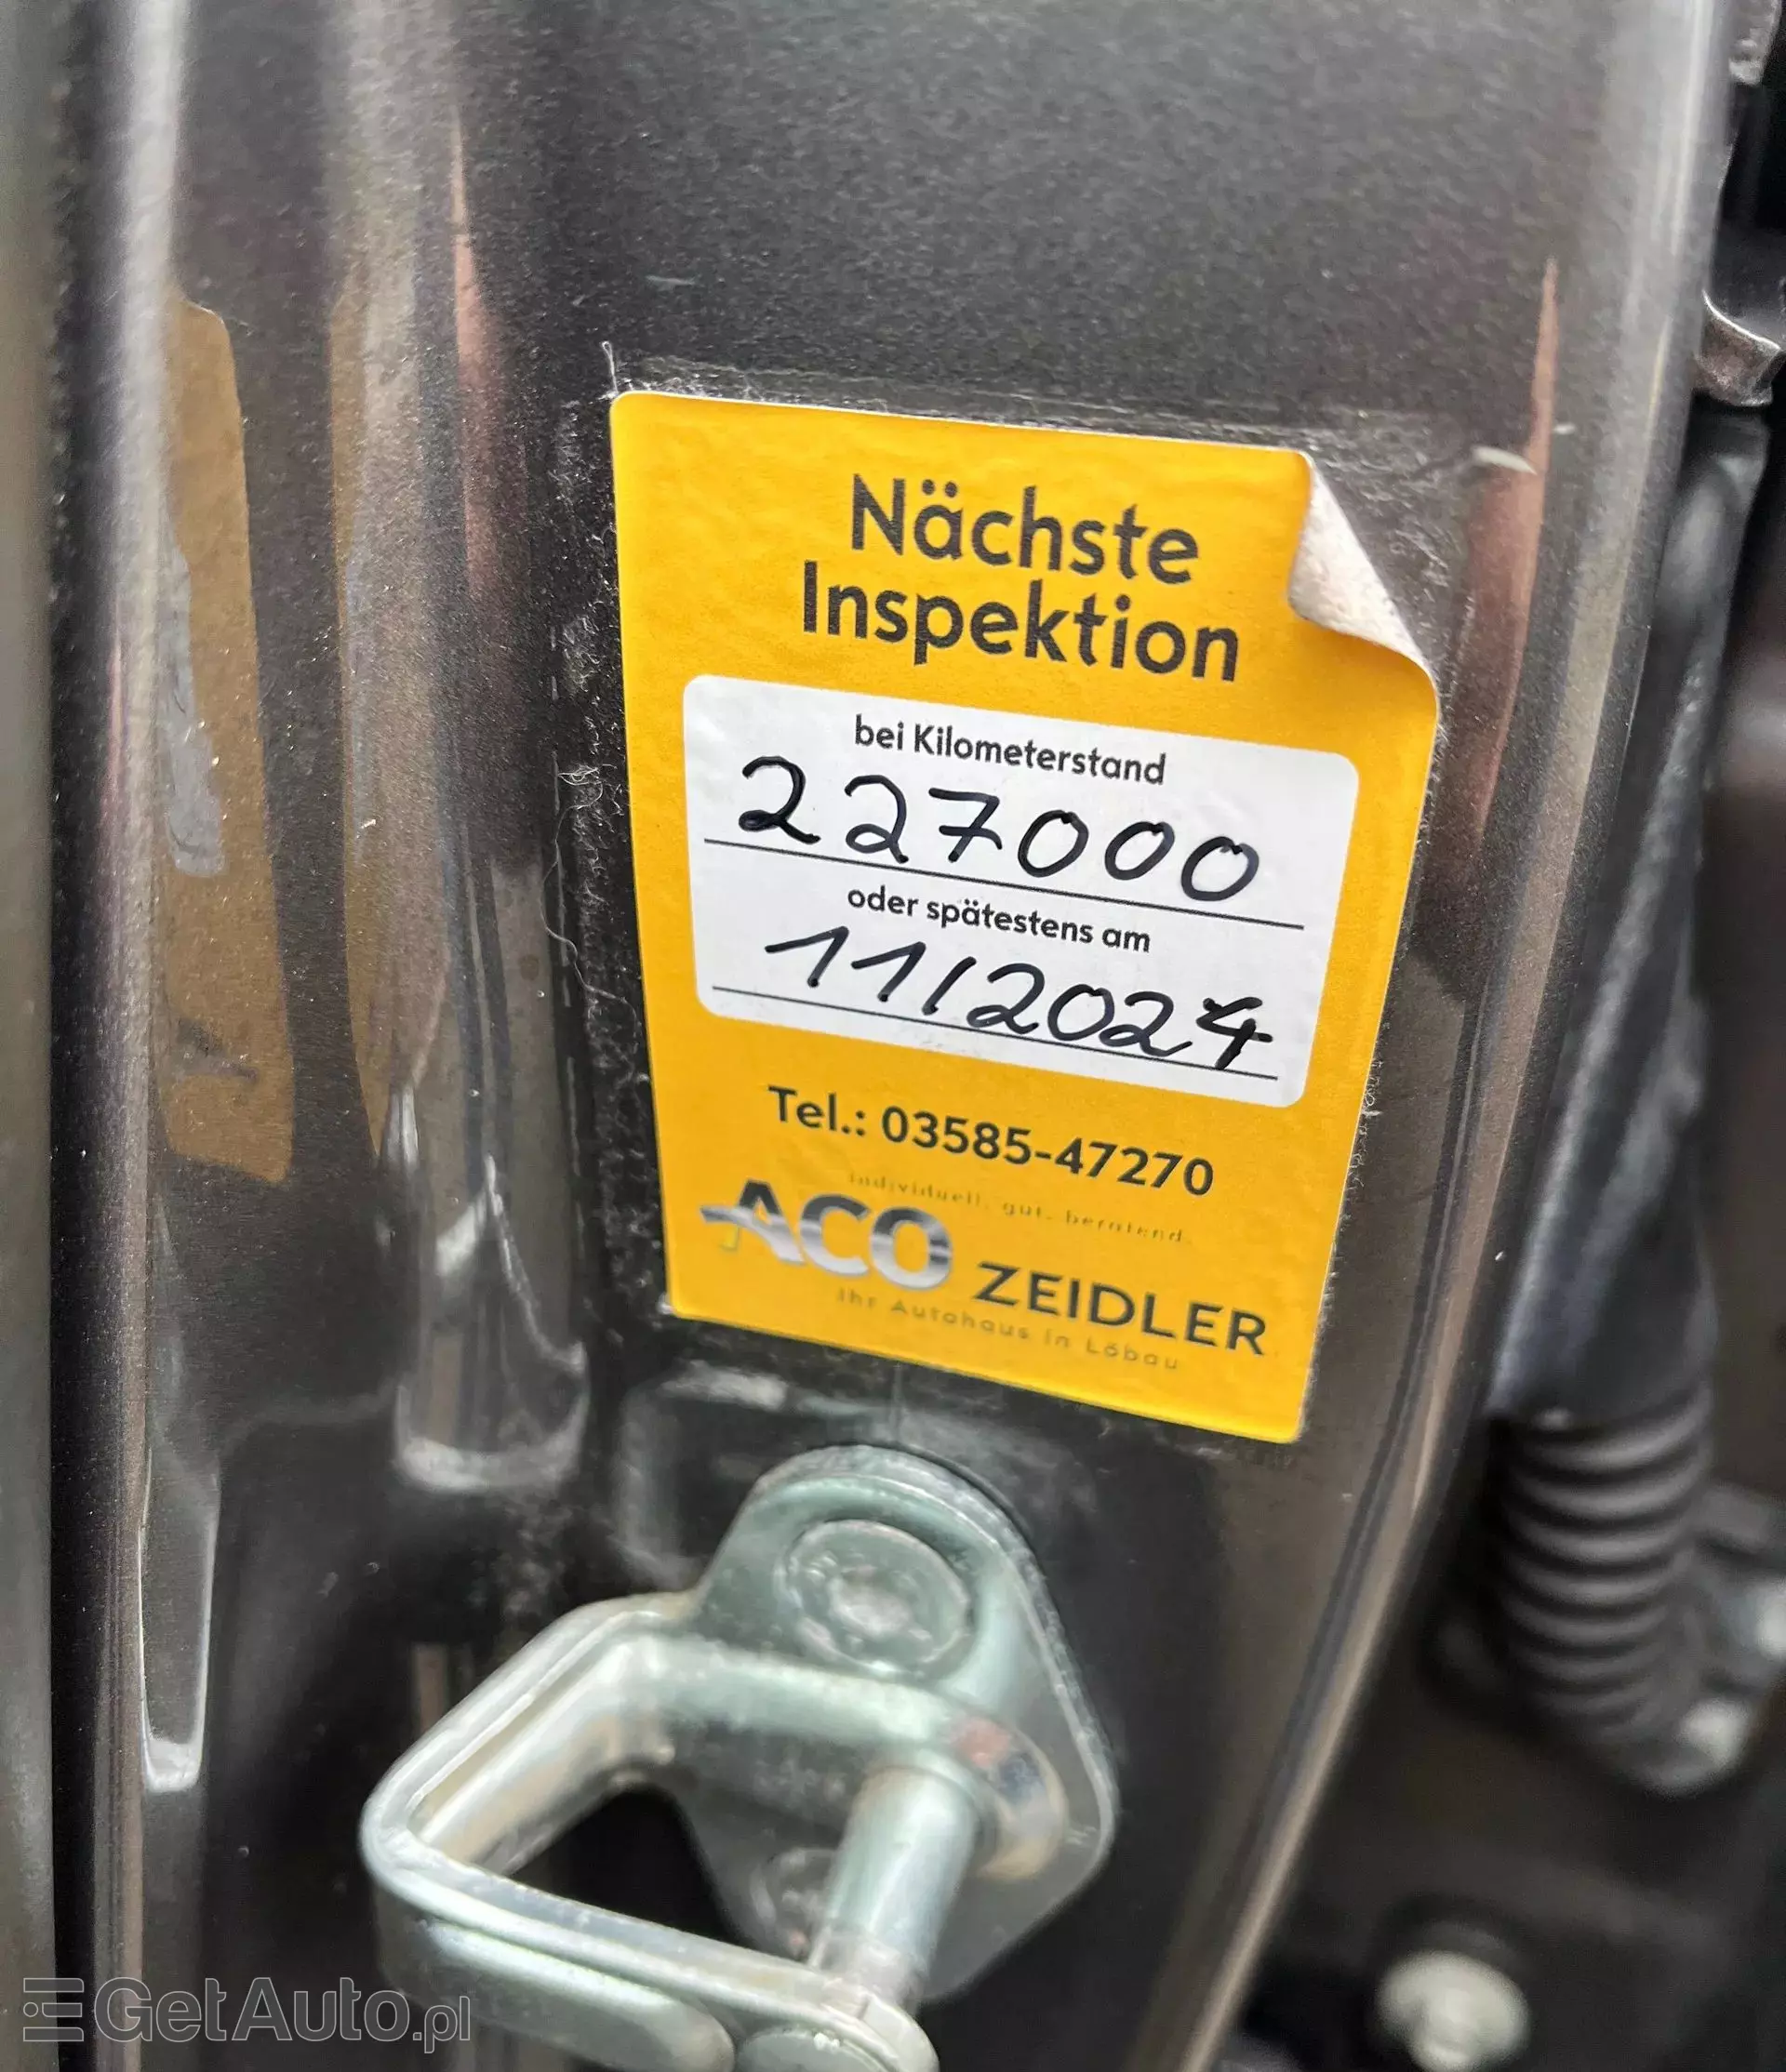 Nächste
Inspektion
bei Kilometerstand
227000
oder spätestens am
11/2024
Tel.: 03585-47270
individuell. gut. beratend.
ACO ZEIDLER
Ihr Autohaus in Löbau
GetAuto.pl